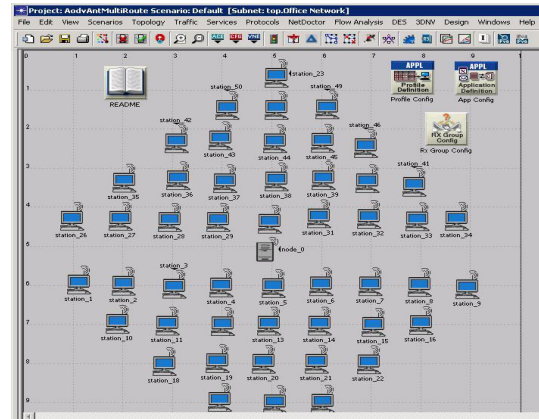 Project: AodvAntMultiRoute Scenario: Default [Subnet: top.Office Network]
File Edit View Scenarios Topology Traffic Services Protocols NetDoctor Flow Analysis DES 3DNV Design Windows Help
0 1 2 3 4 5 6 7 8 9 1
README
station_23
APPL
Profile Definition
Profile Config
APPL
Application Definition
App Config
1
station_50
station_49
RX Group Config
Rx Group Config
2
station_42
station_46
station_43
station_44
station_45
3
station_41
station_35
station_36
station_37
station_38
station_39
4
station_26
station_27
station_28
station_29
station_31
station_32
station_33
station_34
5
node_0
station_3
6
station_1
station_2
station_4
station_5
station_6
station_7
station_8
station_9
7
station_10
station_11
station_13
station_14
station_15
station_16
8
station_18
station_19
station_20
station_21
station_22
9